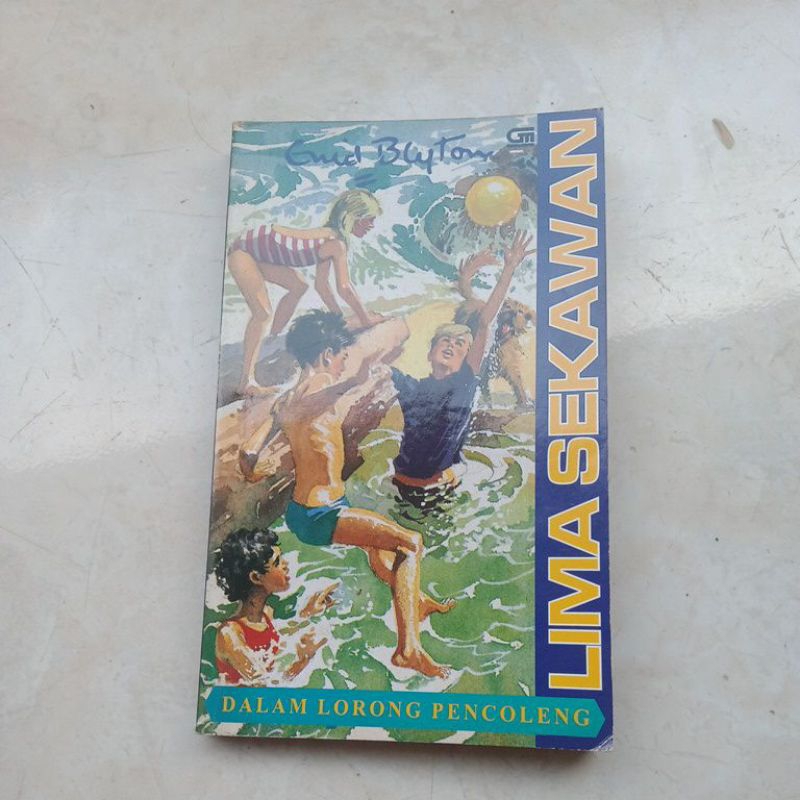 Enid Blyton
LIMA SEKAWAN
DALAM LORONG PENCOLENG